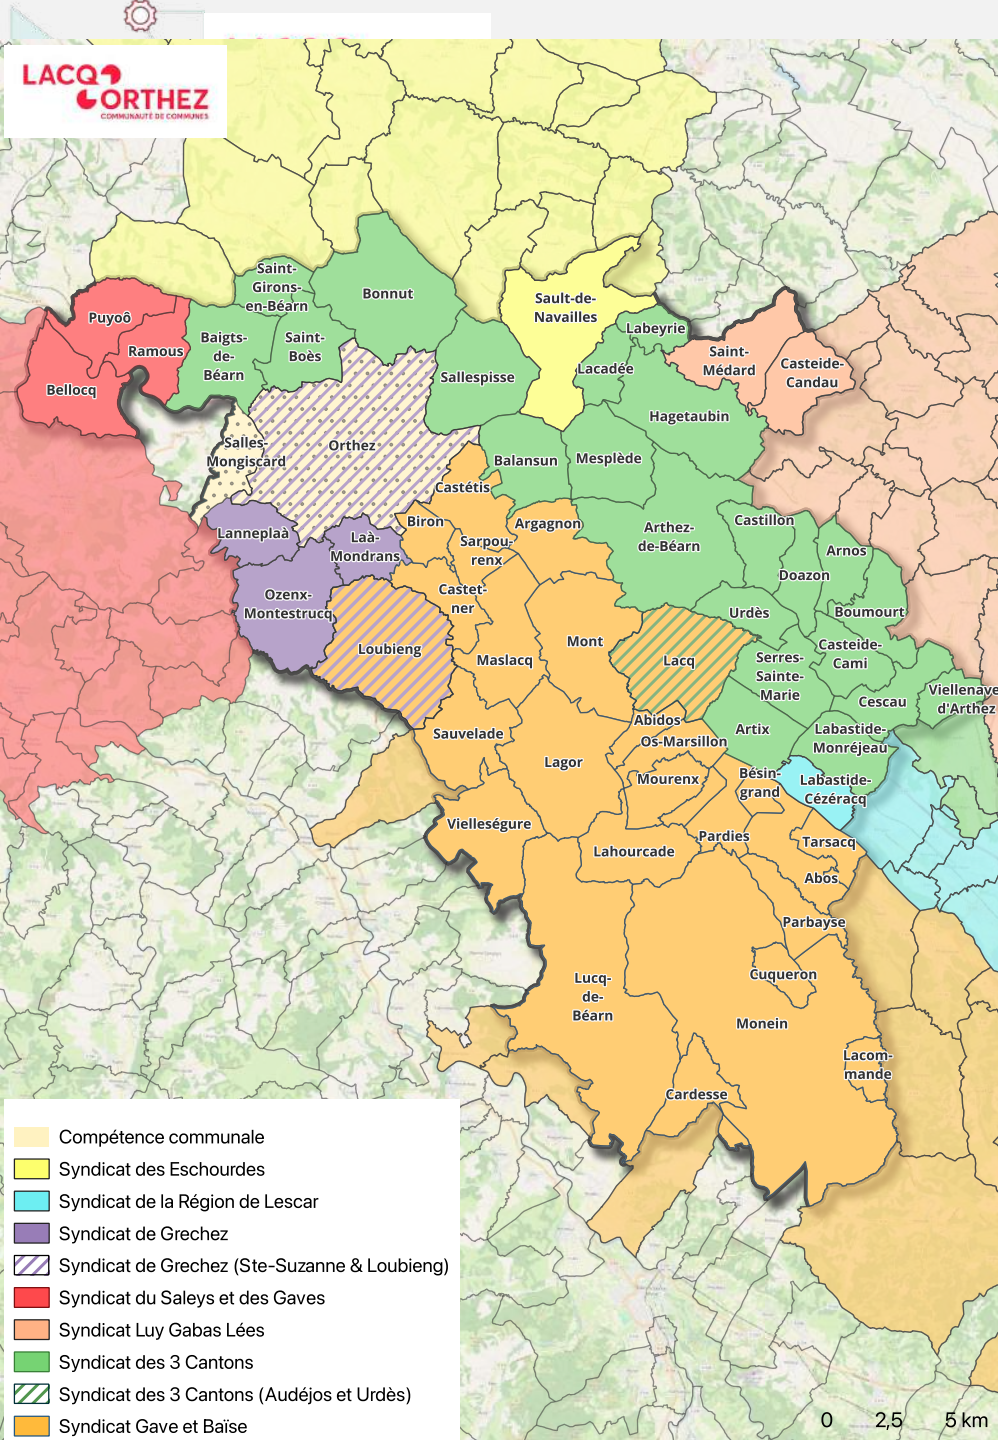 LACQ
ORTHEZ
COMMUNAUTÉ DE COMMUNES
Saint-
Girons-
en-Béarn
Bonnut
Sault-de-
Navailles
Puyoô
Ramous
Bellocq
Baigts-
de-
Béarn
Saint-
Boès
Sallespisse
Labeyrie
Lacadée
Saint-
Médard
Casteide-
Candau
Hagetaubin
Salles-
Mongiscard
Orthez
Balansun
Mesplède
Castétis
Biron
Argagnon
Sarpou-
renx
Arthez-
de-Béarn
Castillon
Arnos
Doazon
Boumourt
Lanneplaà
Laà-
Mondrans
Ozenx-
Montestrucq
Castet-
ner
Loubieng
Maslacq
Mont
Lacq
Urdès
Casteide-
Cami
Serres-
Sainte-
Marie
Cescau
Viellenave
d'Arthez
Sauvelade
Abidos
Os-Marsillon
Artix
Labastide-
Monréjeau
Lagor
Mourenx
Bésin-
grand
Labastide-
Cézéracq
Vielleségure
Lahourcade
Pardies
Tarsacq
Abos
Parbayse
Cuqueron
Lucq-
de-
Béarn
Monein
Lacom-
mande
Cardesse
Compétence communale
Syndicat des Eschourdes
Syndicat de la Région de Lescar
Syndicat de Grechez
Syndicat de Grechez (Ste-Suzanne & Loubieng)
Syndicat du Saleys et des Gaves
Syndicat Luy Gabas Lées
Syndicat des 3 Cantons
Syndicat des 3 Cantons (Audéjos et Urdès)
Syndicat Gave et Baïse
0 2,5 5 km